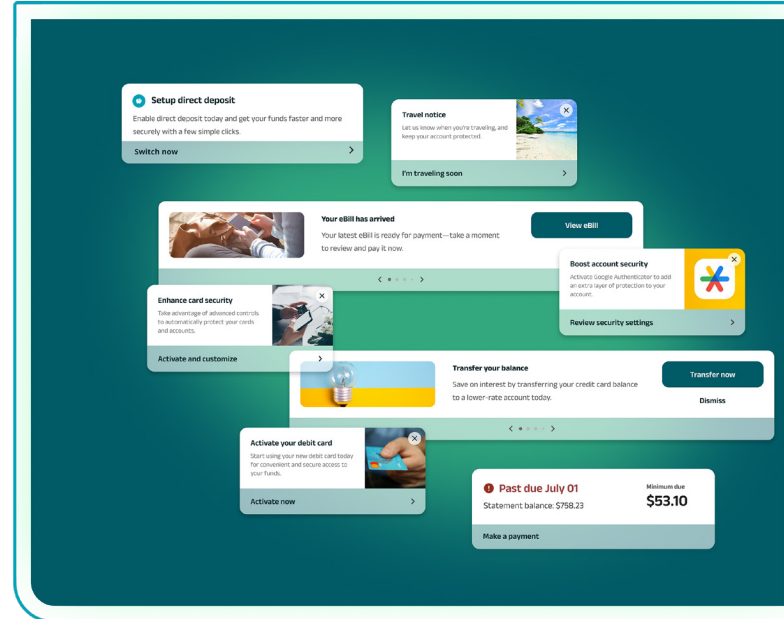 Setup direct deposit
Enable direct deposit today and get your funds faster and more
securely with a few simple clicks.
Switch now
Travel notice
Let us know when you're traveling, and
keep your account protected.
I'm traveling soon
Your eBill has arrived
Your latest eBill is ready for payment—take a moment
to review and pay it now.
View eBill
Boost account security
Activate Google Authenticator to add
an extra layer of protection to your
account.
Review security settings
Enhance card security
Take advantage of advanced controls
to automatically protect your cards
and accounts.
Activate and customize
Transfer your balance
Save on interest by transferring your credit card balance
to a lower-rate account today.
Transfer now
Dismiss
Activate your debit card
Start using your new debit card today
for convenient and secure access to
your funds.
Activate now
Past due July 01
Statement balance: $758.23
Minimum due
$53.10
Make a payment